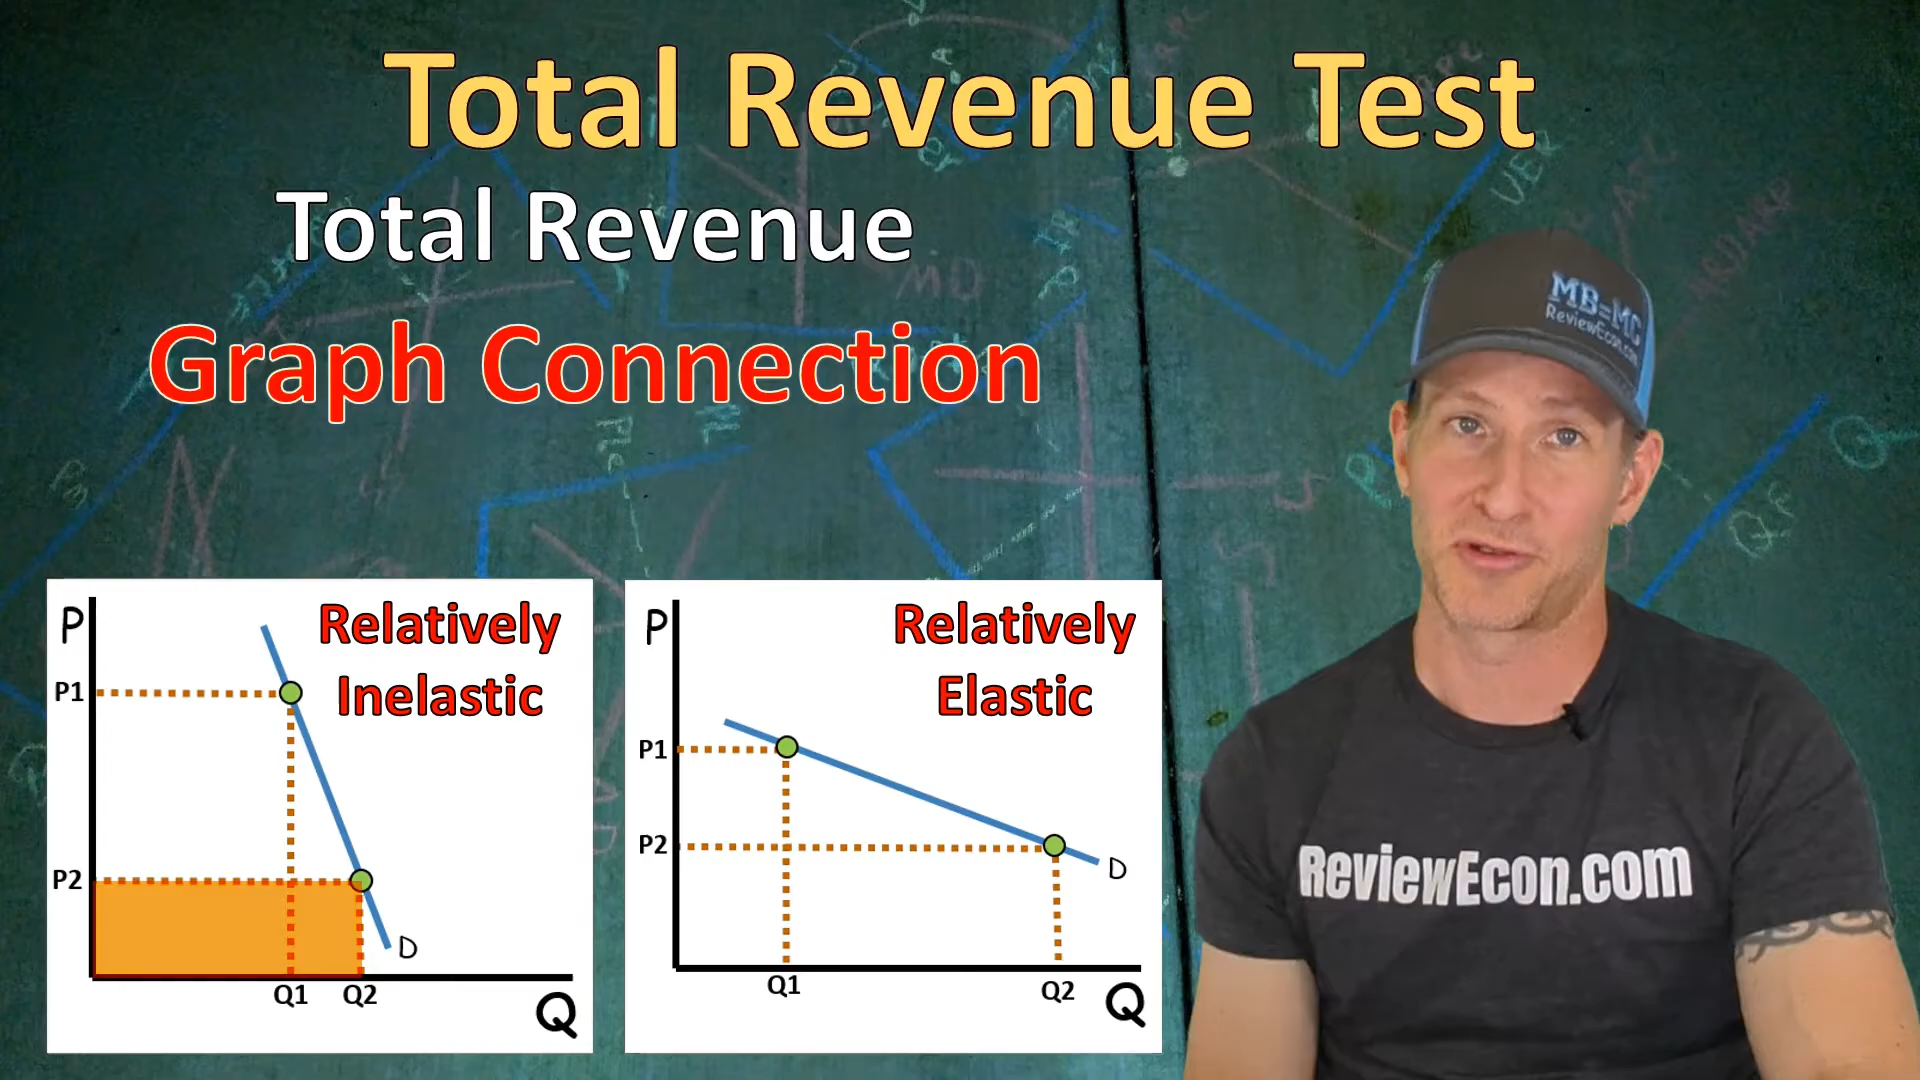 Total Revenue Test
Total Revenue
Graph Connection
MB=MC
ReviewEcon.com
ReviewEcon.com
P
Relatively
Inelastic
P1
P2
D
Q1 Q2
Q
P
Relatively
Elastic
P1
P2
D
Q1
Q2
Q